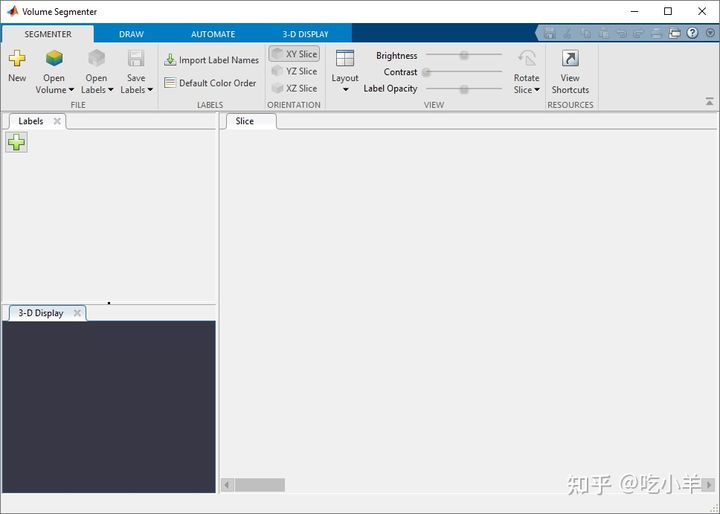 Volume Segmenter
SEGMENTER DRAW AUTOMATE 3-D DISPLAY
New Open Volume Open Labels Save Labels
FILE
Import Label Names
Default Color Order
LABELS
XY Slice
YZ Slice
XZ Slice
ORIENTATION
Layout
Brightness
Contrast
Label Opacity
Rotate Slice
VIEW
View Shortcuts
RESOURCES
Labels
Slice
3-D Display
知乎 @吃小羊